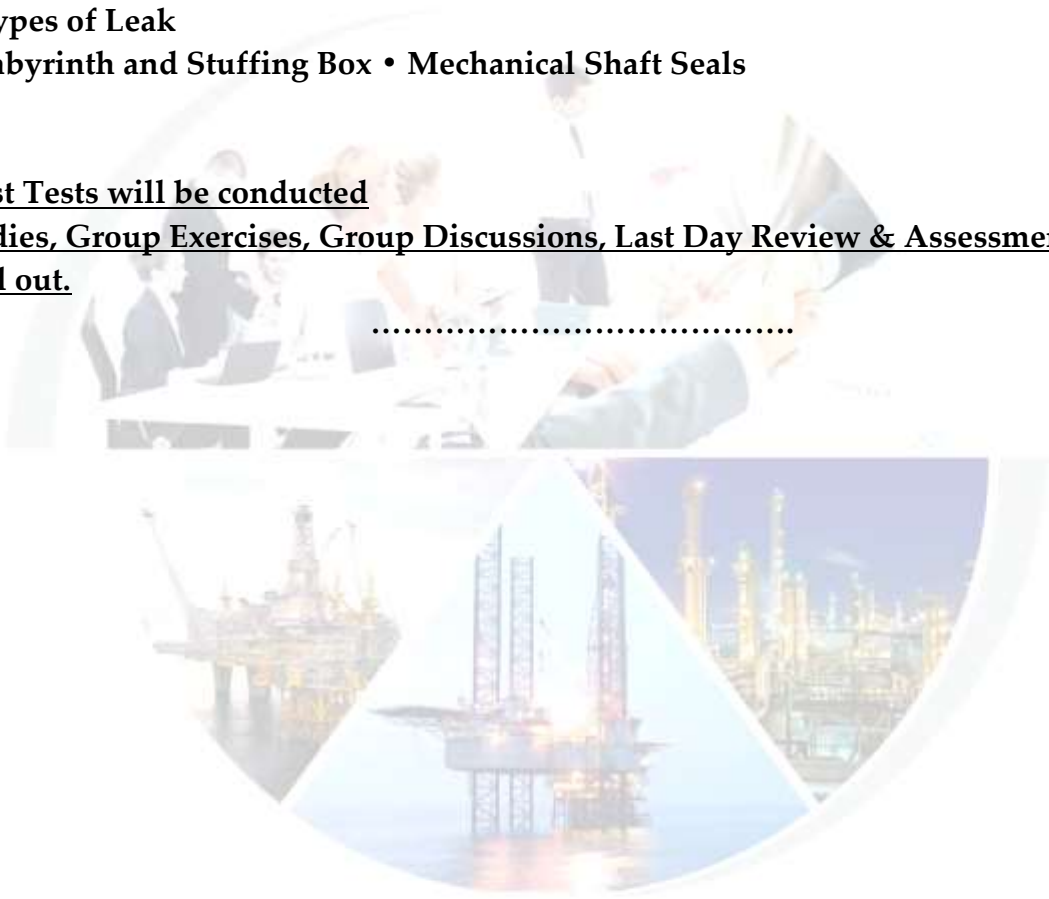 ypes of Leak
abyrinth and Stuffing Box • Mechanical Shaft Seals
st Tests will be conducted
dies, Group Exercises, Group Discussions, Last Day Review & Assessme
l out.
…………………………………..